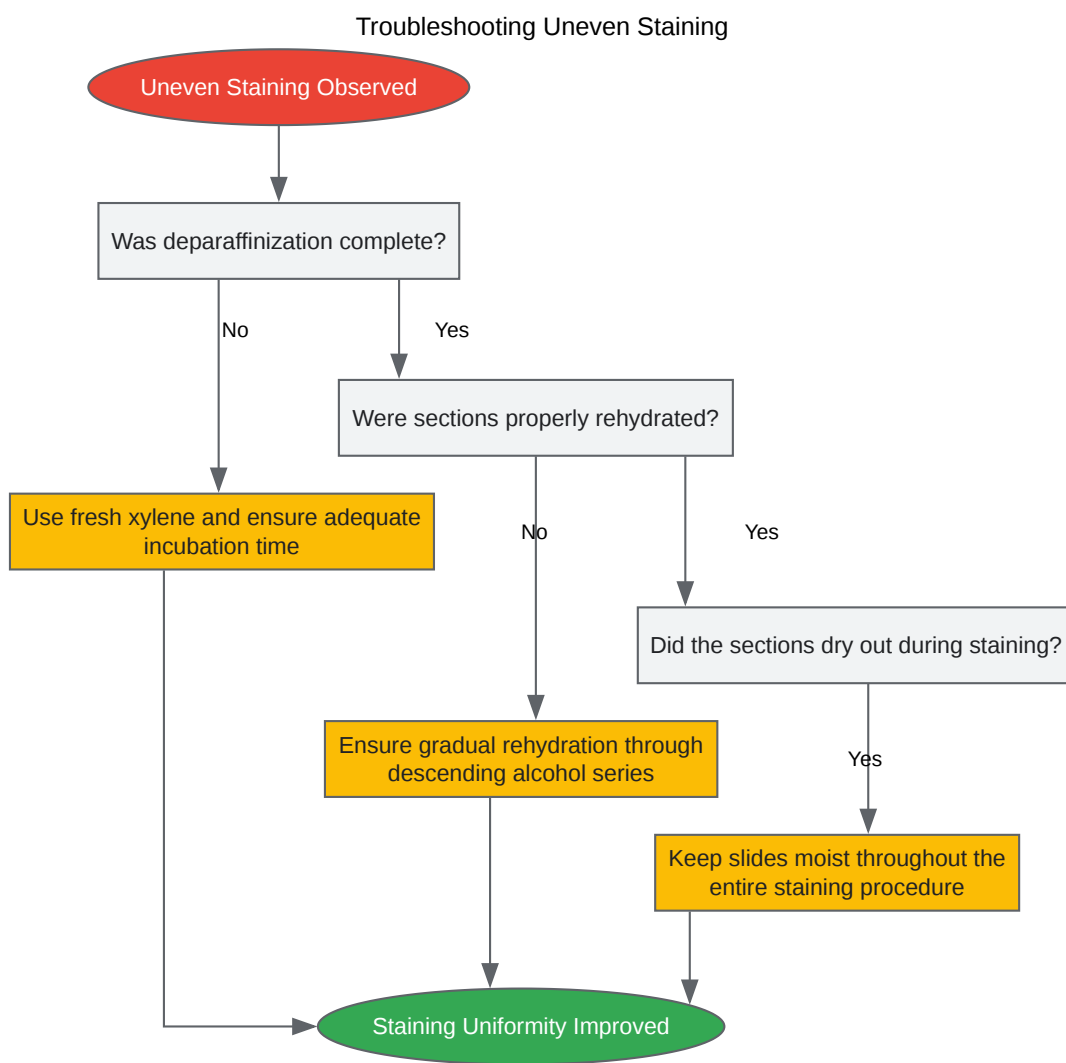 Troubleshooting Uneven Staining
Uneven Staining Observed
Was deparaffinization complete?
No
Yes
Were sections properly rehydrated?
Use fresh xylene and ensure adequate
incubation time
No
Yes
Did the sections dry out during staining?
Ensure gradual rehydration through
descending alcohol series
Yes
Keep slides moist throughout the
entire staining procedure
Staining Uniformity Improved